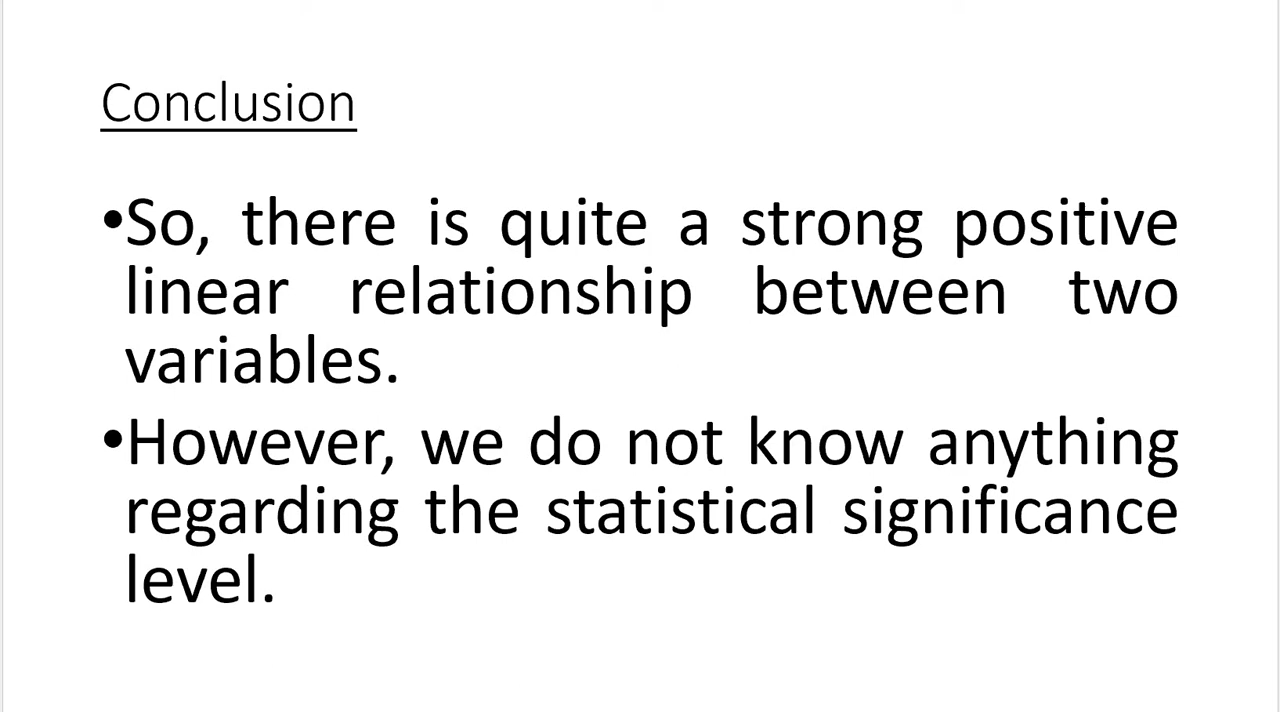 Conclusion
•So, there is quite a strong positive
linear relationship between two
variables.
•However, we do not know anything
regarding the statistical significance
level.